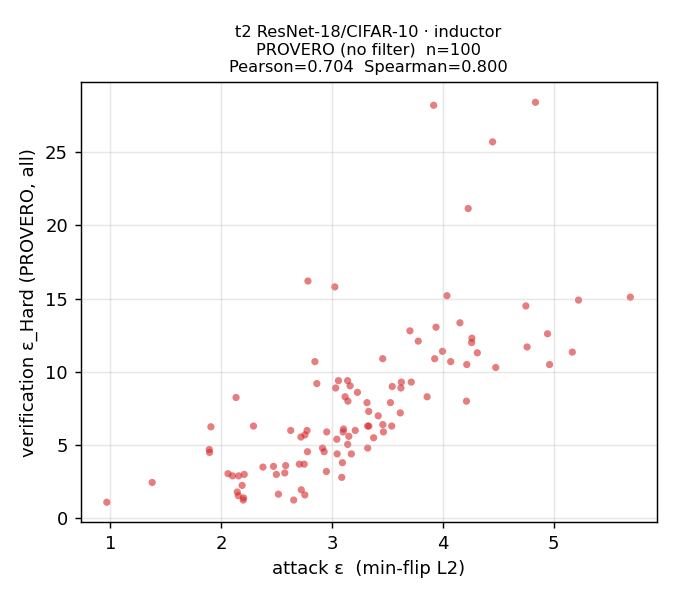 t2 ResNet-18/CIFAR-10 · inductor
PROVERO (no filter)  n=100
Pearson=0.704  Spearman=0.800
verification ε_Hard (PROVERO, all)
25
20
15
10
5
0
1
2
3
4
5
attack ε  (min-flip L2)